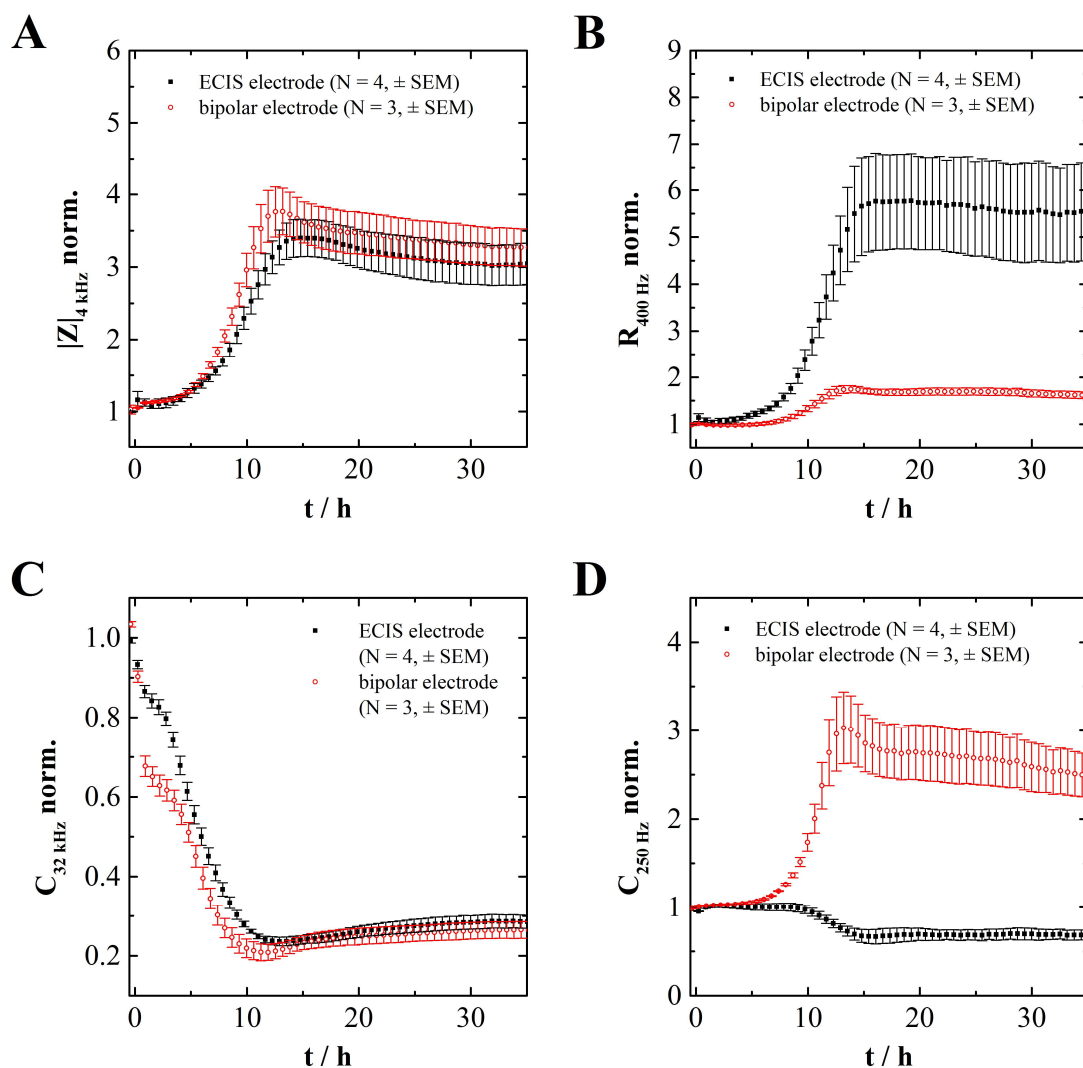 A
6
5
4
3
2
1
|Z|4 kHz norm.
ECIS electrode (N = 4, ± SEM)
bipolar electrode (N = 3, ± SEM)
0 10 20 30
t / h
B
9
8
7
6
5
4
3
2
1
R400 Hz norm.
ECIS electrode (N = 4, ± SEM)
bipolar electrode (N = 3, ± SEM)
0 10 20 30
t / h
C
1.0
0.8
0.6
0.4
0.2
C32 kHz norm.
ECIS electrode
(N = 4, ± SEM)
bipolar electrode
(N = 3, ± SEM)
0 10 20 30
t / h
D
4
3
2
1
0
C250 Hz norm.
ECIS electrode (N = 4, ± SEM)
bipolar electrode (N = 3, ± SEM)
0 10 20 30
t / h